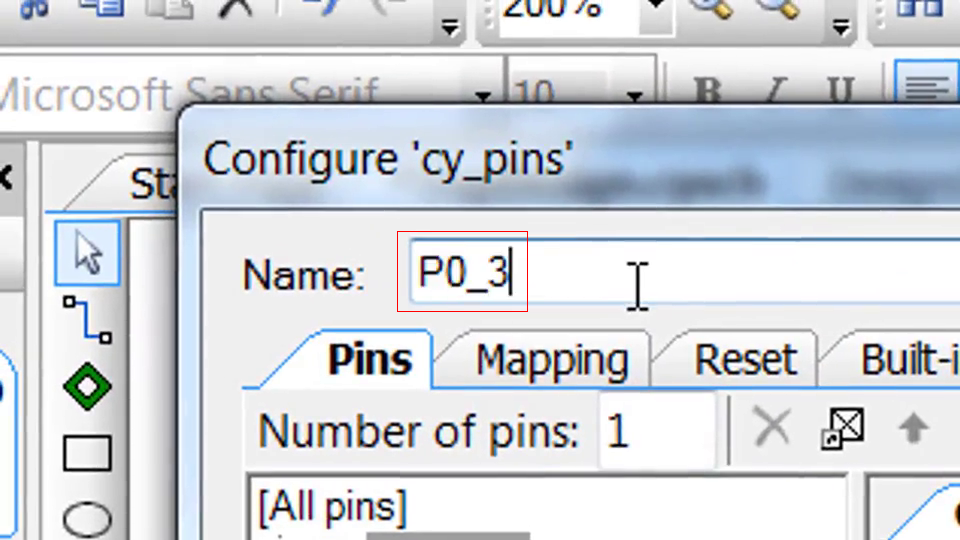 200%
Microsoft Sans Serif 10 B I U
Sta
Configure 'cy_pins'
Name: P0_3
Pins Mapping Reset Built-i
Number of pins: 1
[All pins]